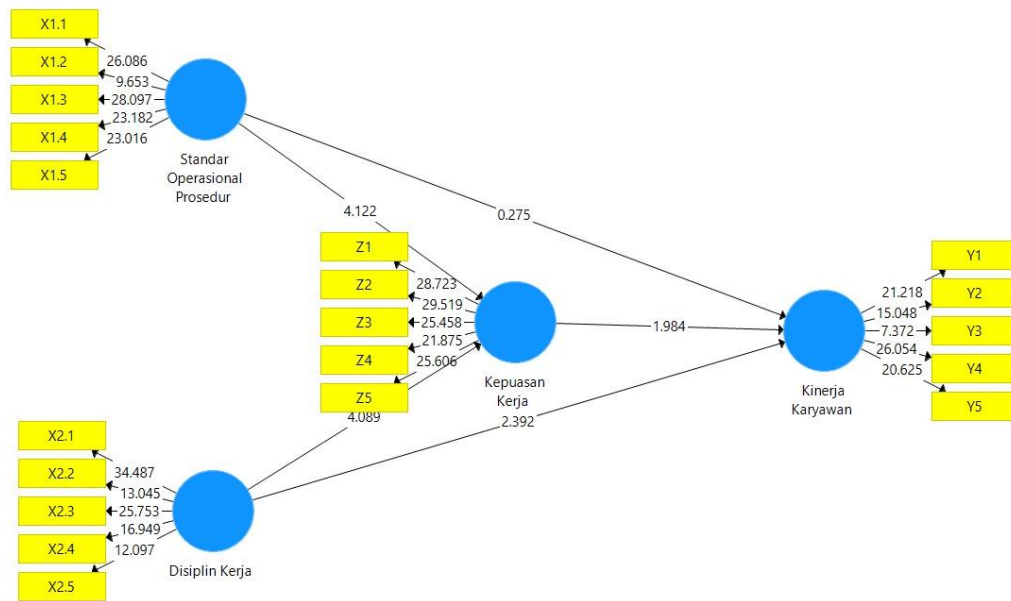 X1.1
X1.2
X1.3
X1.4
X1.5
26.086
9.653
28.097
23.182
23.016
Standar
Operasional
Prosedur
4.122
0.275
Z1
Z2
Z3
Z4
Z5
28.723
29.519
25.458
21.875
25.606
Kepuasan
Kerja
1.984
4.089
2.392
Y1
Y2
Y3
Y4
Y5
21.218
15.048
7.372
26.054
20.625
Kinerja
Karyawan
X2.1
X2.2
X2.3
X2.4
X2.5
34.487
13.045
25.753
16.949
12.097
Disiplin Kerja